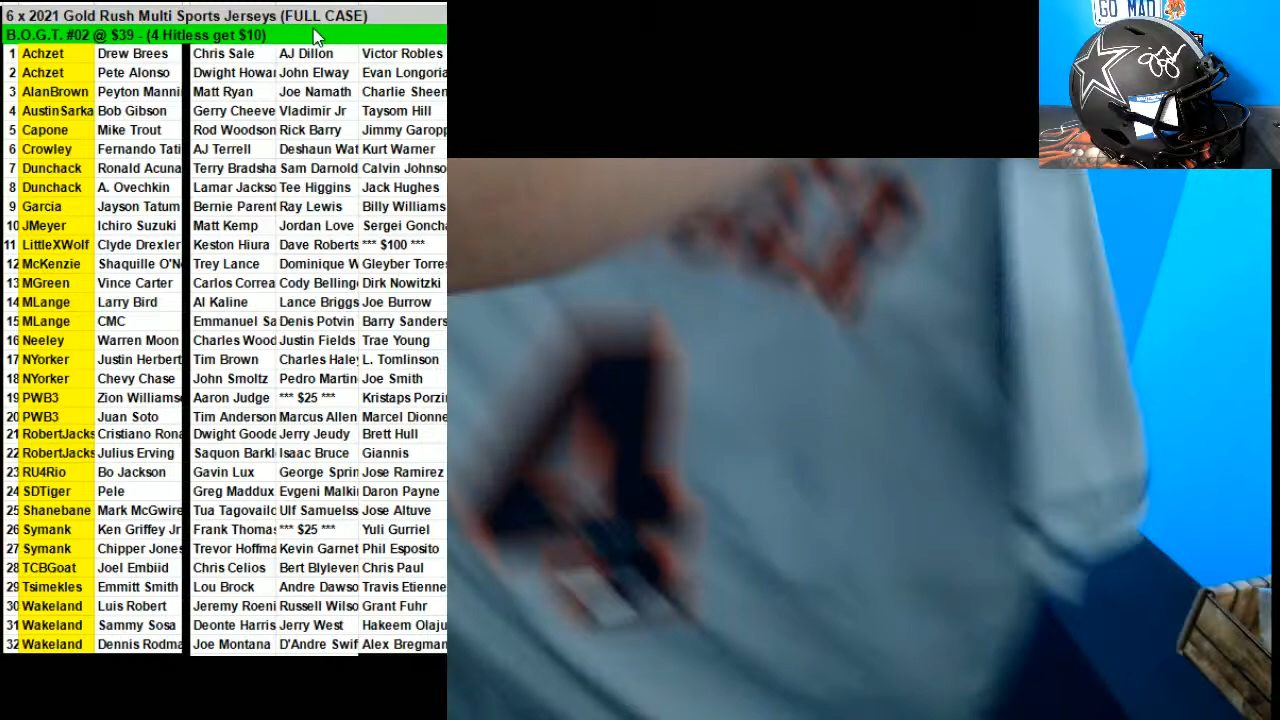 6 x 2021 Gold Rush Multi Sports Jerseys (FULL CASE)
B.O.G.T. #02 @ $39 - (4 Hitless get $10)
1 Achzet Drew Brees Chris Sale AJ Dillon Victor Robles
2 Achzet Pete Alonso Dwight Howar John Elway Evan Longoria
3 AlanBrown Peyton Manni Matt Ryan Joe Namath Charlie Sheen
4 AustinSarka Bob Gibson Gerry Cheeve Vladimir Jr Taysom Hill
5 Capone Mike Trout Rod Woodson Rick Barry Jimmy Garopp
6 Crowley Fernando Tati AJ Terrell Deshaun Wat Kurt Warner
7 Dunchack Ronald Acuna Terry Bradsha Sam Darnold Calvin Johnso
8 Dunchack A. Ovechkin Lamar Jackso Tee Higgins Jack Hughes
9 Garcia Jayson Tatum Bernie Parent Ray Lewis Billy Williams
10 JMeyer Ichiro Suzuki Matt Kemp Jordan Love Sergei Goncha
11 LittleXWolf Clyde Drexler Keston Hiura Dave Roberts *** $100 ***
12 McKenzie Shaquille O'N Trey Lance Dominique W Gleyber Torre
13 MGreen Vince Carter Carlos Correa Cody Belling Dirk Nowitzki
14 MLange Larry Bird Al Kaline Lance Briggs Joe Burrow
15 MLange CMC Emmanuel Sa Denis Potvin Barry Sanders
16 Neeley Warren Moon Charles Wood Justin Fields Trae Young
17 NYorker Justin Herbert Tim Brown Charles Haley L. Tomlinson
18 NYorker Chevy Chase John Smoltz Pedro Martin Joe Smith
19 PWB3 Zion Williams Aaron Judge *** $25 *** Kristaps Porzi
20 PWB3 Juan Soto Tim Anderson Marcus Allen Marcel Dionne
21 RobertJacks Cristiano Rona Dwight Goode Jerry Jeudy Brett Hull
22 RobertJacks Julius Erving Saquon Barkl Isaac Bruce Giannis
23 RU4Rio Bo Jackson Gavin Lux George Sprin Jose Ramirez
24 SDTiger Pele Greg Maddux Evgeni Malki Daron Payne
25 Shanebane Mark McGwire Tua Tagovailo Ulf Samuelss Jose Altuve
26 Symank Ken Griffey Jr Frank Thomas *** $25 *** Yuli Gurriel
27 Symank Chipper Jones Trevor Hoffma Kevin Garnet Phil Esposito
28 TCBGoat Joel Embiid Chris Celios Bert Blyleven Chris Paul
29 Tsimekles Emmitt Smith Lou Brock Andre Dawso Travis Etienne
30 Wakeland Luis Robert Jeremy Roeni Russell Wilso Grant Fuhr
31 Wakeland Sammy Sosa Deonte Harris Jerry West Hakeem Olaju
32 Wakeland Dennis Rodma Joe Montana D'Andre Swif Alex Bregman
GO MAD